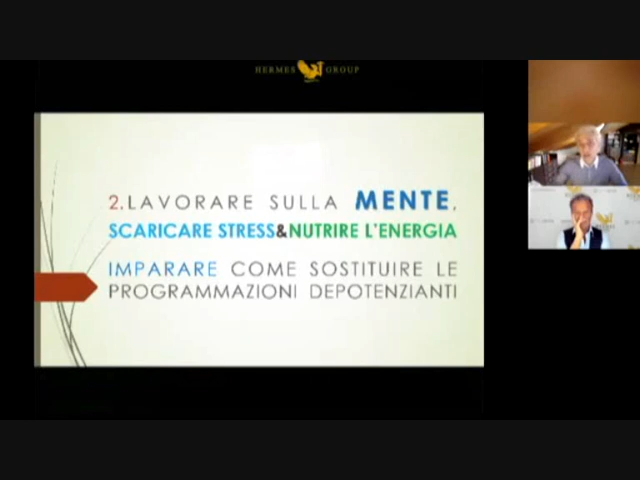 HERMES GROUP
2.LAVORARE SULLA MENTE,
SCARICARE STRESS&NUTRIRE L'ENERGIA
IMPARARE COME SOSTITUIRE LE
PROGRAMMAZIONI DEPOTENZIANTI